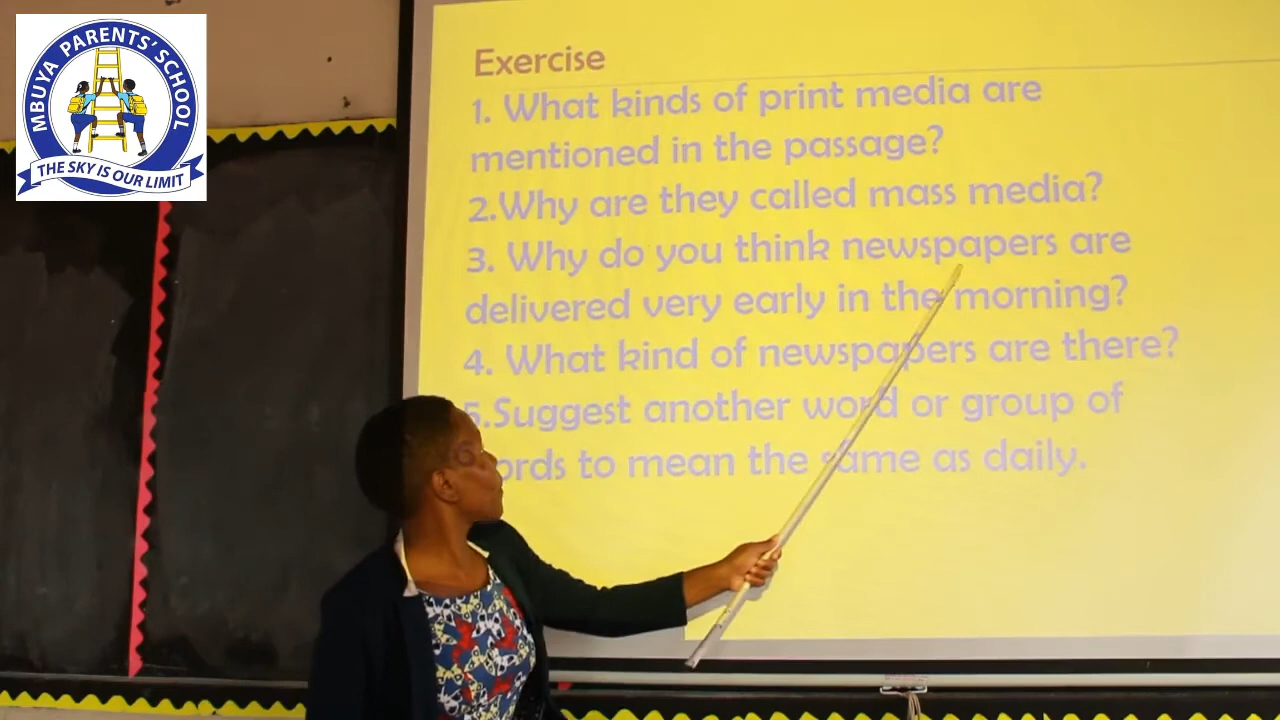 MBUYA PARENTS' SCHOOL
THE SKY IS OUR LIMIT
Exercise
1. What kinds of print media are
mentioned in the passage?
2.Why are they called mass media?
3. Why do you think newspapers are
delivered very early in the morning?
4. What kind of newspapers are there?
5.Suggest another word or group of
words to mean the same as daily.